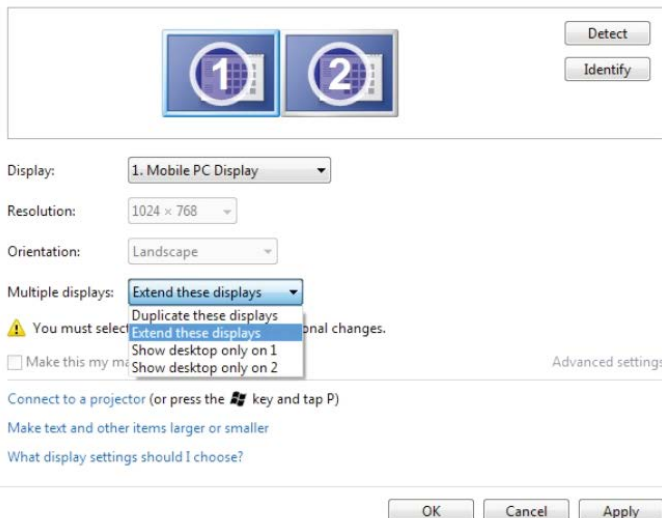 1 2
Detect
Identify
Display: 1. Mobile PC Display
Resolution: 1024 × 768
Orientation: Landscape
Multiple displays: Extend these displays
Duplicate these displays
You must onal changes.
Extend these displays
Show desktop only on 1
Make this my Advanced settings
Show desktop only on 2
Connect to a projector (or press the key and tap P)
Make text and other items larger or smaller
What display settings should I choose?
OK Cancel Apply